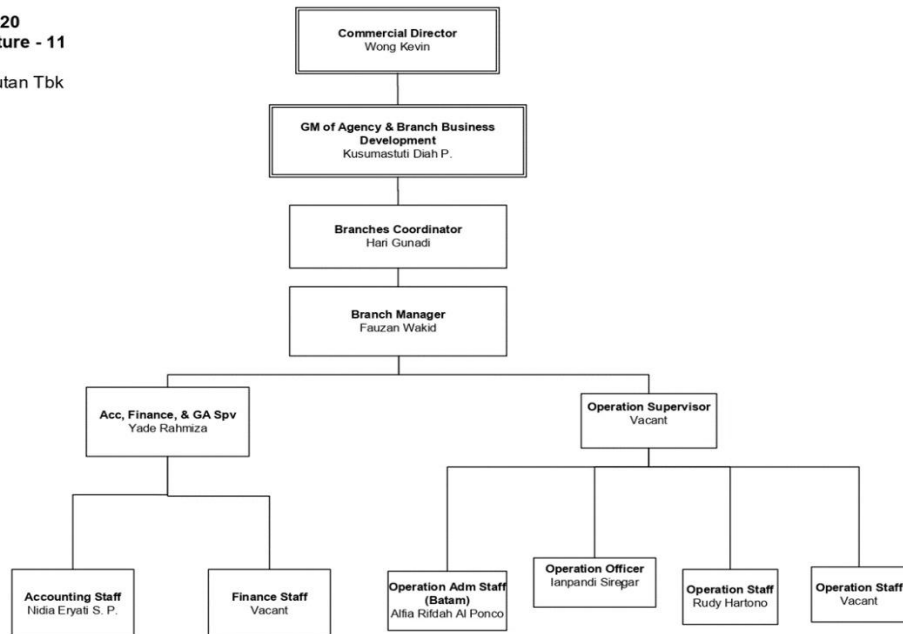 20
ture - 11
utan Tbk
Commercial Director
Wong Kevin
GM of Agency & Branch Business
Development
Kusumastuti Diah P.
Branches Coordinator
Hari Gunadi
Branch Manager
Fauzan Wakid
Acc, Finance, & GA Spv
Yade Rahmiza
Operation Supervisor
Vacant
Accounting Staff
Nidia Eryati S. P.
Finance Staff
Vacant
Operation Adm Staff
(Batam)
Alfia Rifdah Al Ponco
Operation Officer
Ianpandi Siregar
Operation Staff
Rudy Hartono
Operation Staff
Vacant